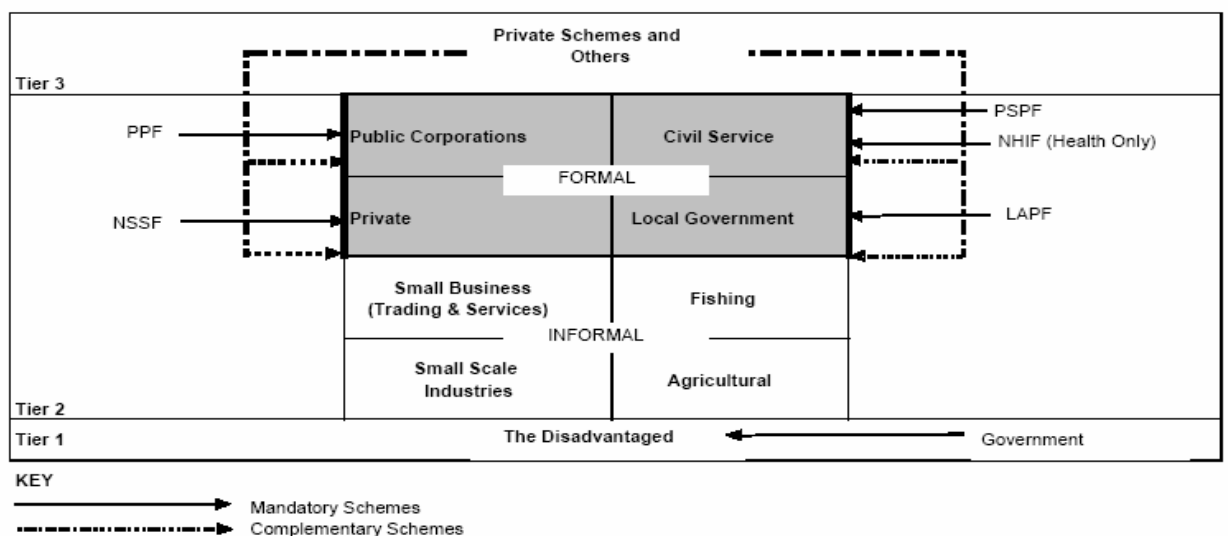 Private Schemes and
Others
Tier 3
PPF
Public Corporations
Civil Service
PSPF
NHIF (Health Only)
FORMAL
NSSF
Private
Local Government
LAPF
Small Business
(Trading & Services)
Fishing
INFORMAL
Small Scale
Industries
Agricultural
Tier 2
Tier 1
The Disadvantaged
Government
KEY
Mandatory Schemes
Complementary Schemes